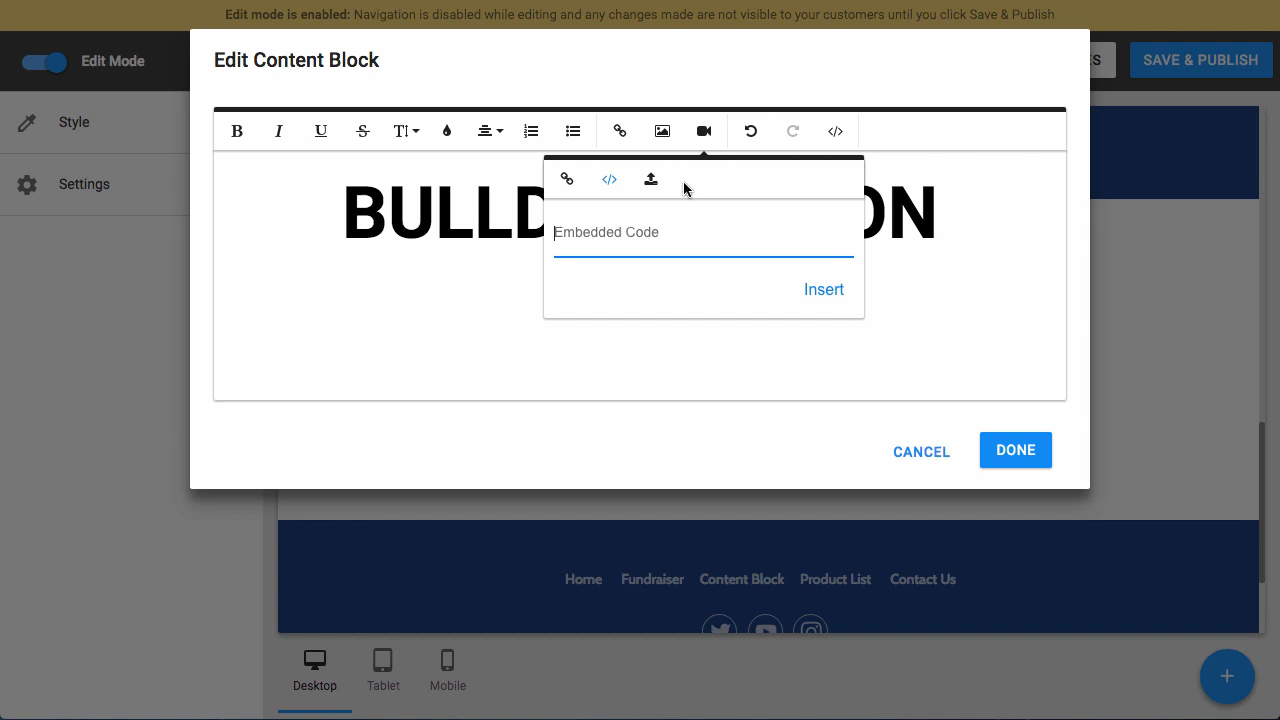 Edit mode is enabled: Navigation is disabled while editing and any changes made are not visible to your customers until you click Save & Publish
Edit Mode
Edit Content Block
SAVE & PUBLISH
Style
Settings
Embedded Code
Insert
CANCEL
DONE
Home Fundraiser Content Block Product List Contact Us
Desktop Tablet Mobile